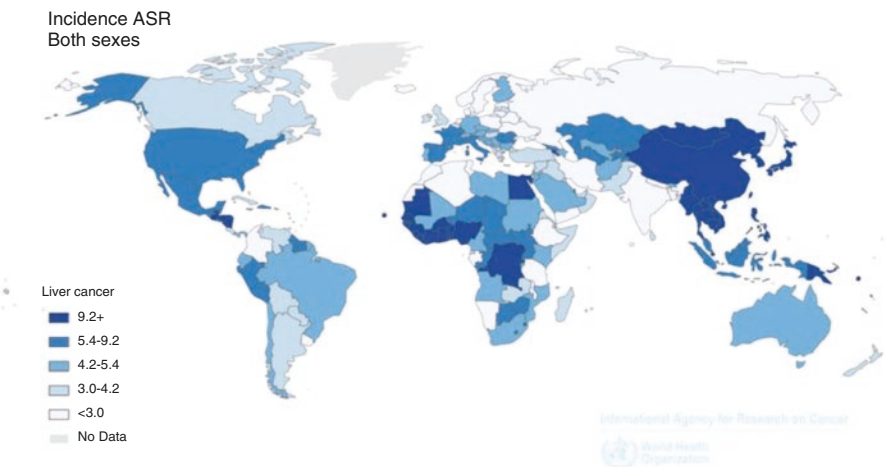 Incidence ASR
Both sexes
Liver cancer
9.2+
5.4-9.2
4.2-5.4
3.0-4.2
<3.0
No Data
International Agency for Research on Cancer
World Health
Organization